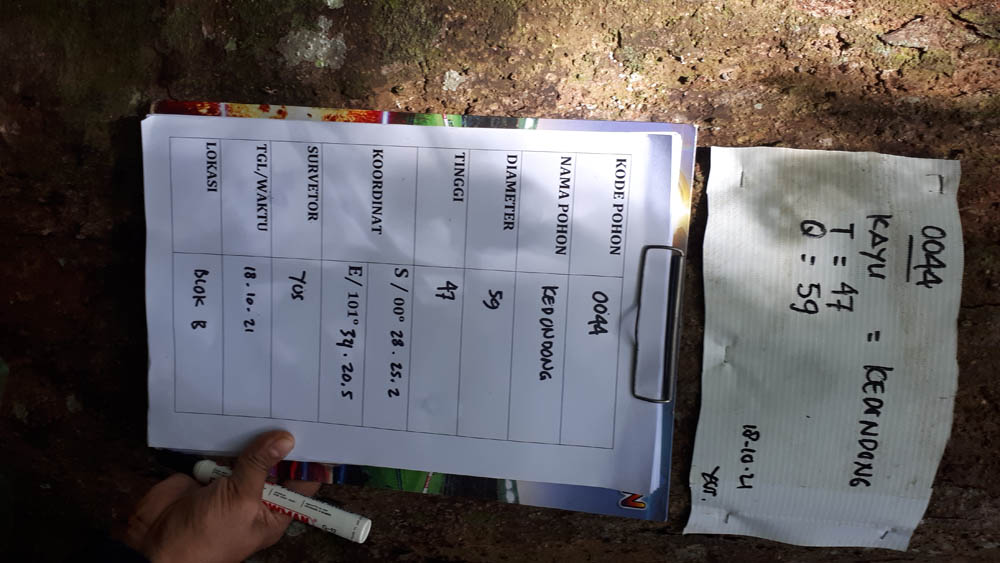 0044
KAYU = KEDONDONG
T = 47
Q = 59
18-10-21
KODE POHON 0044
NAMA POHON KEDONDONG
DIAMETER 59
TINGGI 47
KOORDINAT S / 00° 28 . 25. 2
E/ 101° 34 . 20.5
SURVETOR YUS
TGL/WAKTU 18-10-21
LOKASI BLOK B